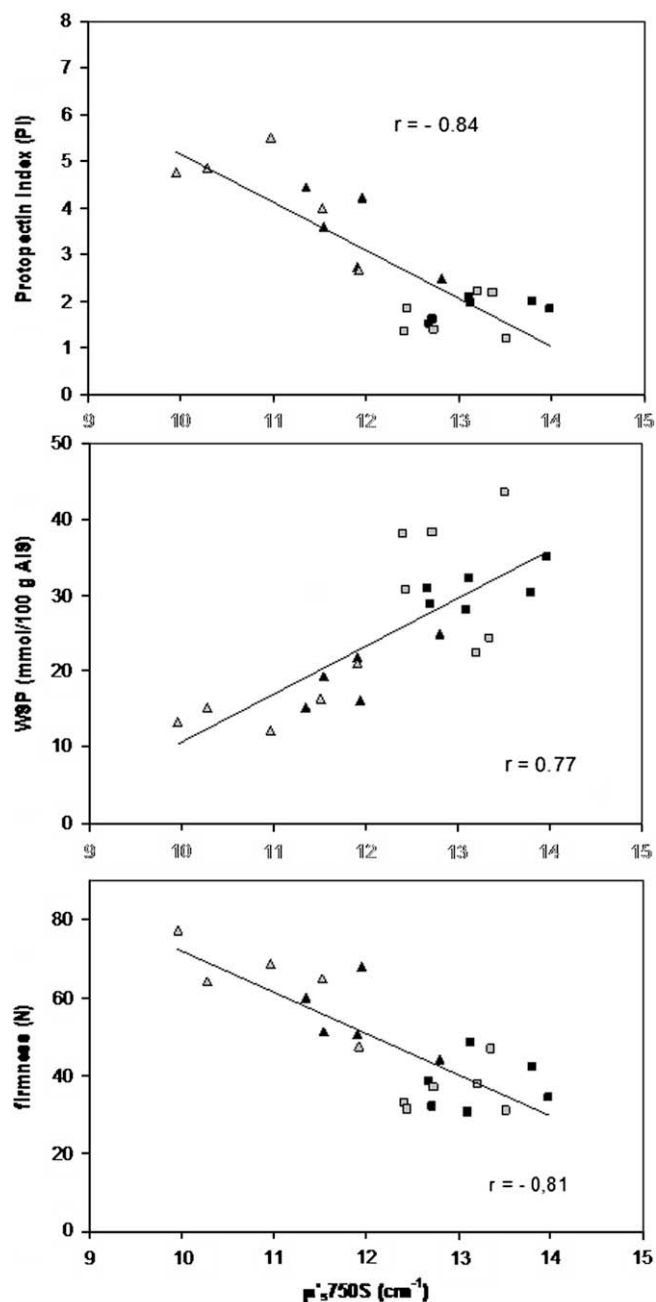 8
7
6
5
4
3
2
1
0
Protopectin Index (PI)
r = - 0.84
9 10 11 12 13 14 15
50
40
30
20
10
0
WSP (mmol/100 g AIS)
r = 0.77
9 10 11 12 13 14 15
80
60
40
20
0
firmness (N)
r = - 0,81
9 10 11 12 13 14 15
µ's750S (cm⁻¹)